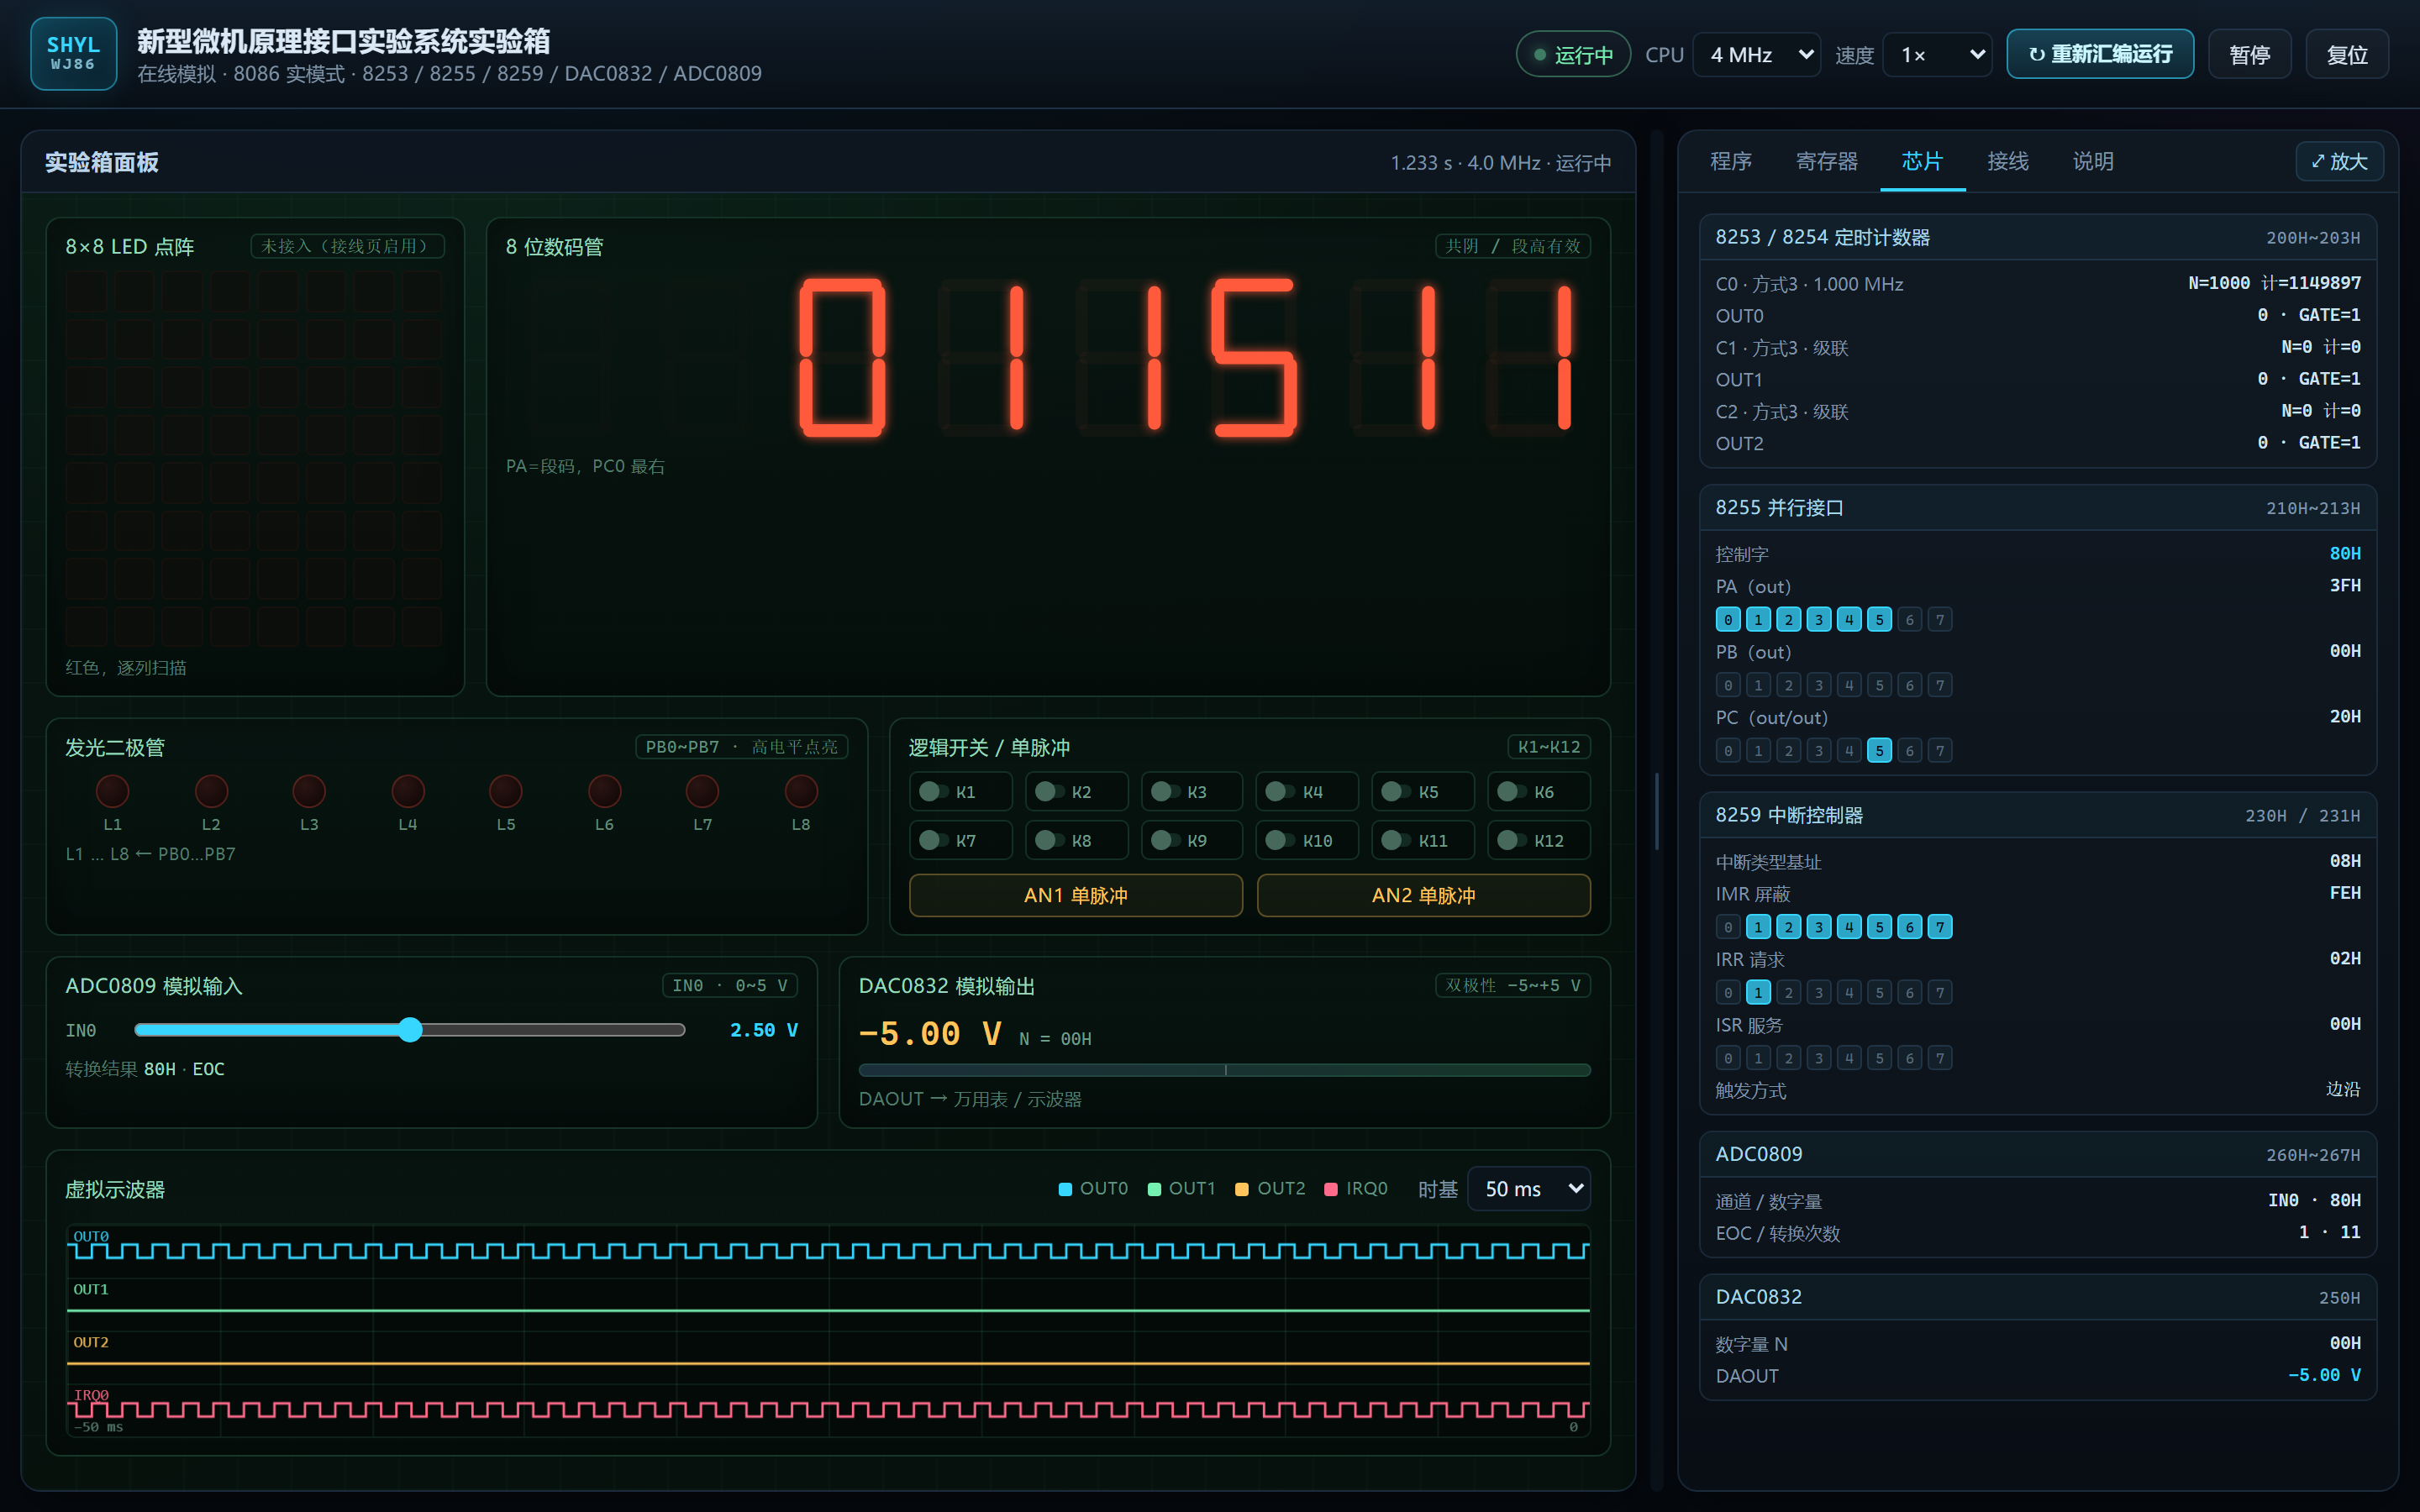 SHYL
WJ86
新型微机原理接口实验系统实验箱
在线模拟 · 8086 实模式 · 8253 / 8255 / 8259 / DAC0832 / ADC0809
运行中 CPU 4 MHz 速度 1× ↻ 重新汇编运行 暂停 复位
实验箱面板 1.233 s · 4.0 MHz · 运行中
8×8 LED 点阵 未接入（接线页启用）
红色，逐列扫描
8 位数码管 共阴 / 段高有效
011511
PA=段码，PC0 最右
发光二极管 PB0~PB7 · 高电平点亮
L1 L2 L3 L4 L5 L6 L7 L8
L1 … L8 ← PB0…PB7
逻辑开关 / 单脉冲 K1~K12
K1 K2 K3 K4 K5 K6
K7 K8 K9 K10 K11 K12
AN1 单脉冲 AN2 单脉冲
ADC0809 模拟输入 IN0 · 0~5 V
IN0 2.50 V
转换结果 80H · EOC
DAC0832 模拟输出 双极性 −5~+5 V
−5.00 V N = 00H
DAOUT → 万用表 / 示波器
虚拟示波器 OUT0 OUT1 OUT2 IRQ0 时基 50 ms
OUT0
OUT1
OUT2
IRQ0
−50 ms 0
程序 寄存器 芯片 接线 说明 ⤢ 放大
8253 / 8254 定时计数器 200H~203H
C0 · 方式3 · 1.000 MHz N=1000 计=1149897
OUT0 0 · GATE=1
C1 · 方式3 · 级联 N=0 计=0
OUT1 0 · GATE=1
C2 · 方式3 · 级联 N=0 计=0
OUT2 0 · GATE=1
8255 并行接口 210H~213H
控制字 80H
PA（out） 3FH
0 1 2 3 4 5 6 7
PB（out） 00H
0 1 2 3 4 5 6 7
PC（out/out） 20H
0 1 2 3 4 5 6 7
8259 中断控制器 230H / 231H
中断类型基址 08H
IMR 屏蔽 FEH
0 1 2 3 4 5 6 7
IRR 请求 02H
0 1 2 3 4 5 6 7
ISR 服务 00H
0 1 2 3 4 5 6 7
触发方式 边沿
ADC0809 260H~267H
通道 / 数字量 IN0 · 80H
EOC / 转换次数 1 · 11
DAC0832 250H
数字量 N 00H
DAOUT −5.00 V